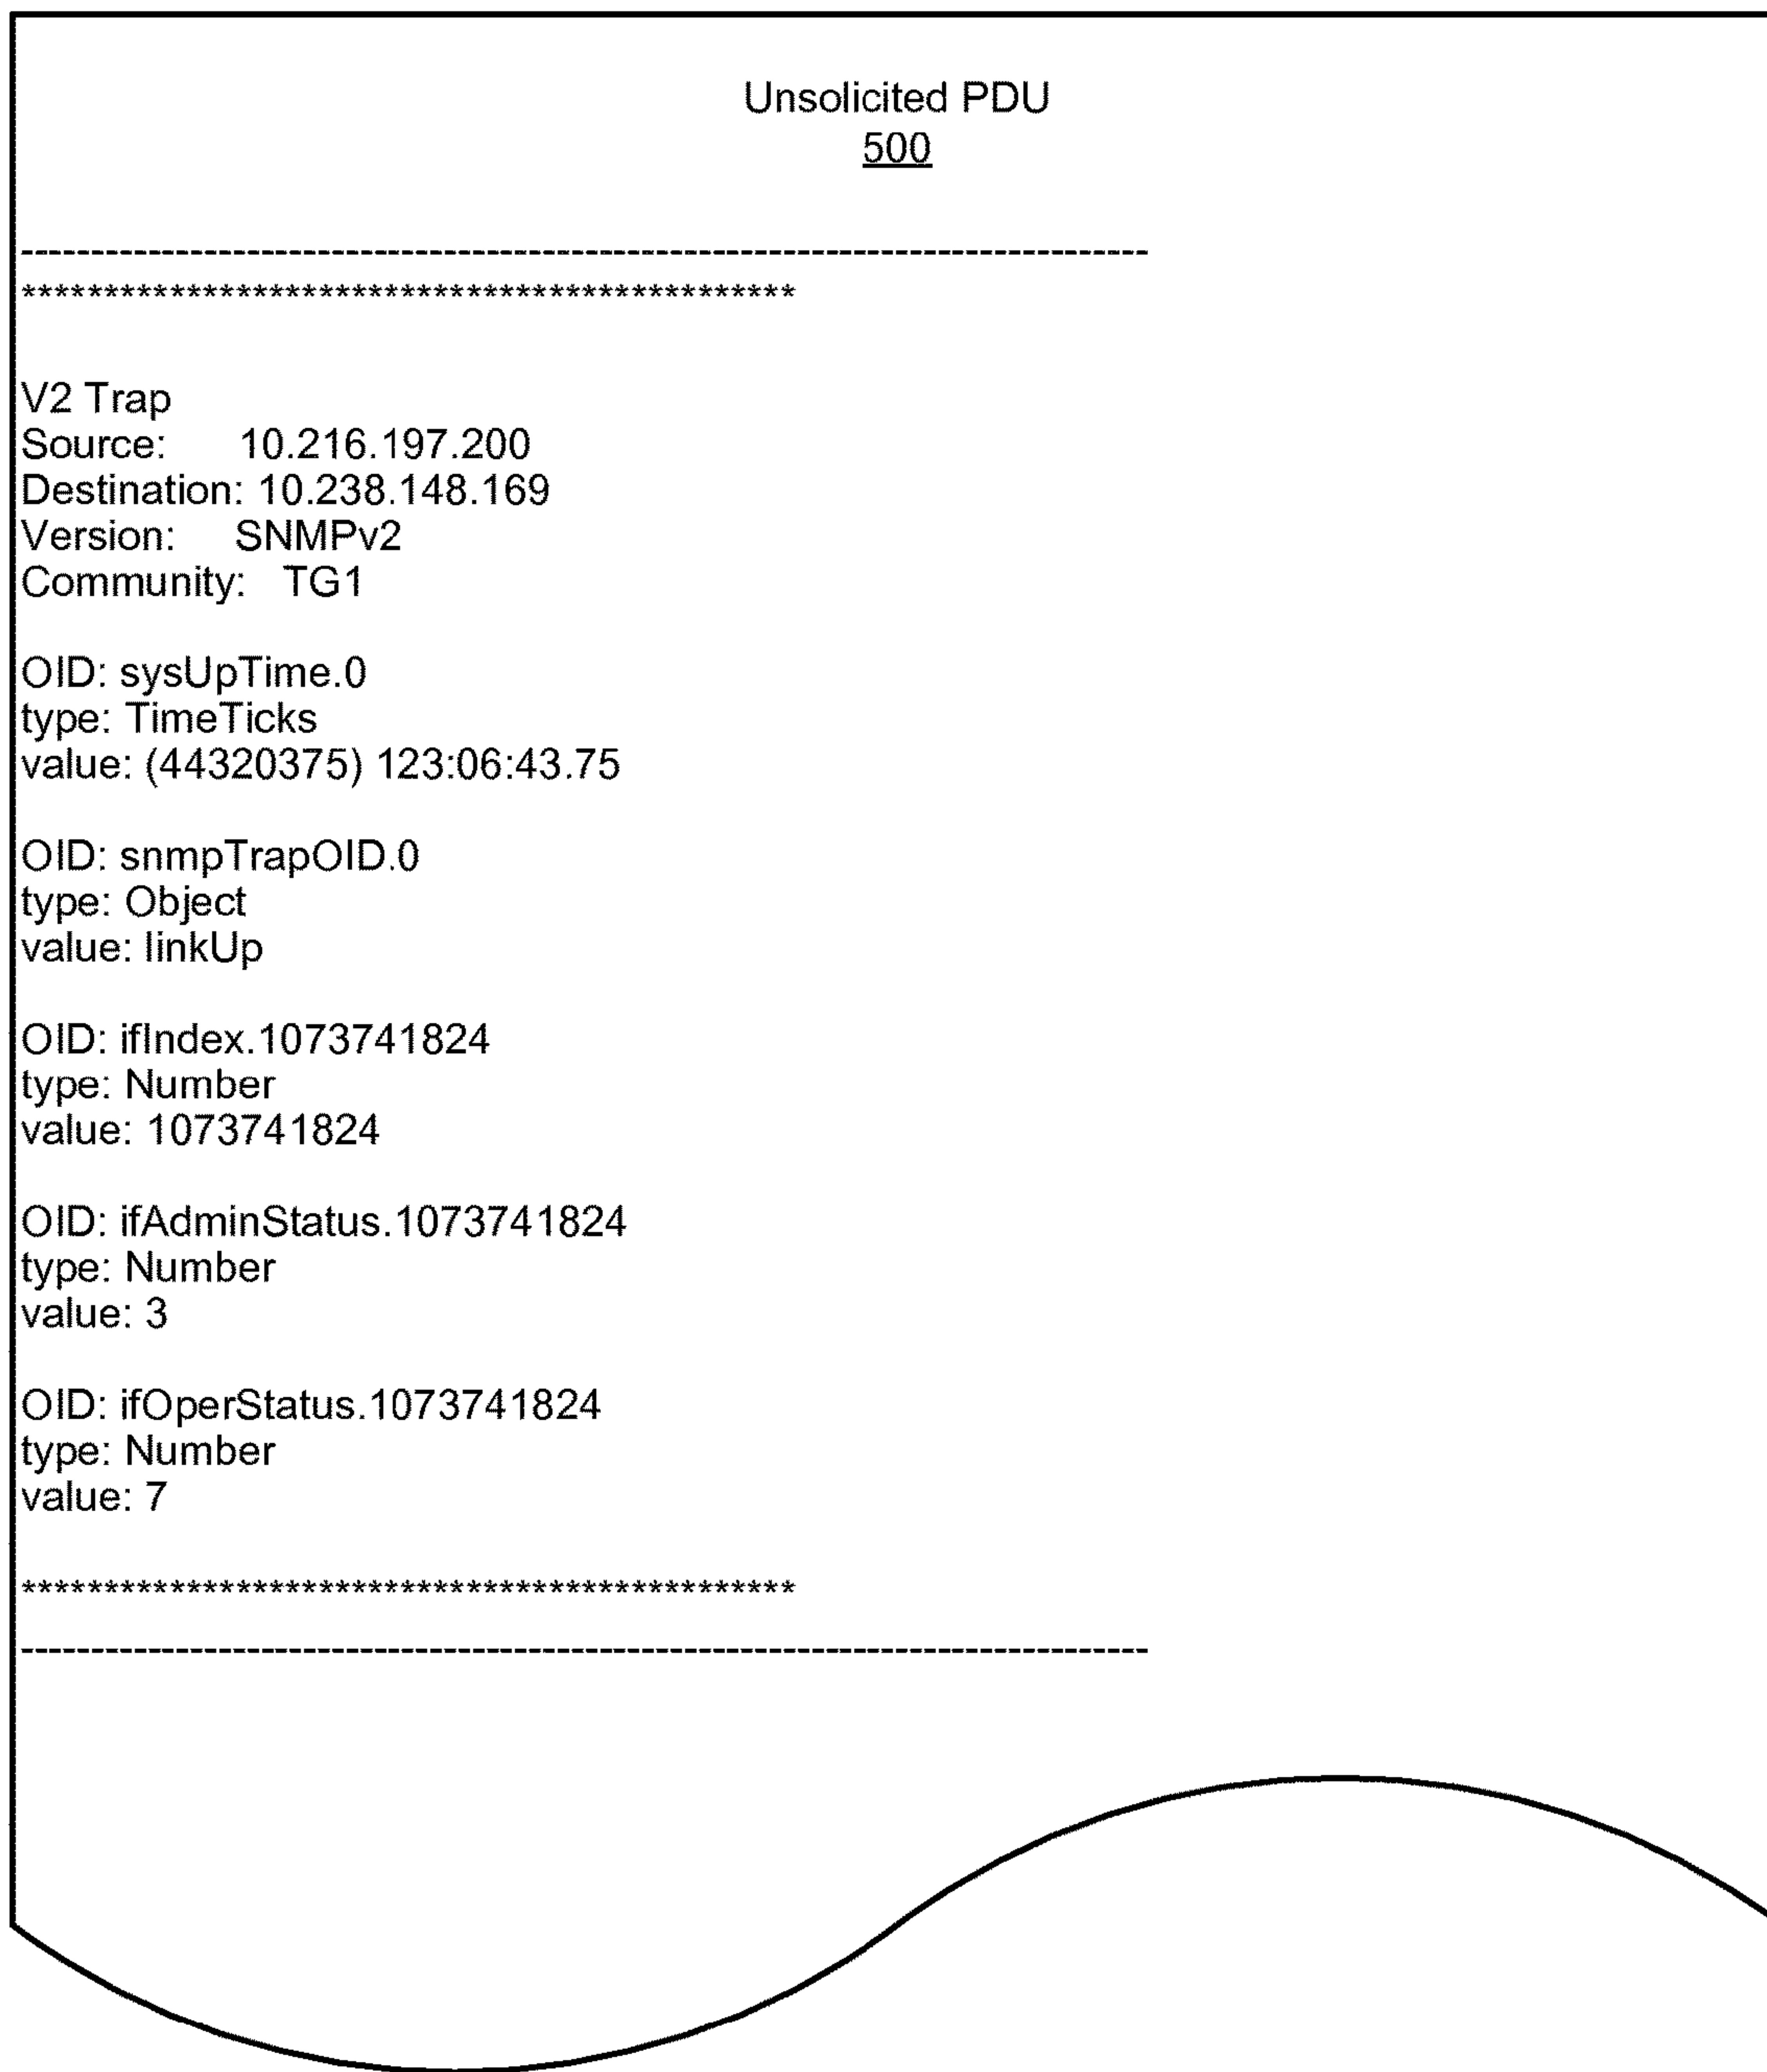 Unsolicited PDU
500
--------------------------------------------------------------------------------
***********************************************
V2 Trap
Source: 10.216.197.200
Destination: 10.238.148.169
Version: SNMPv2
Community: TG1
OID: sysUpTime.0
type: TimeTicks
value: (44320375) 123:06:43.75
OID: snmpTrapOID.0
type: Object
value: linkUp
OID: ifIndex.1073741824
type: Number
value: 1073741824
OID: ifAdminStatus.1073741824
type: Number
value: 3
OID: ifOperStatus.1073741824
type: Number
value: 7
***********************************************
--------------------------------------------------------------------------------